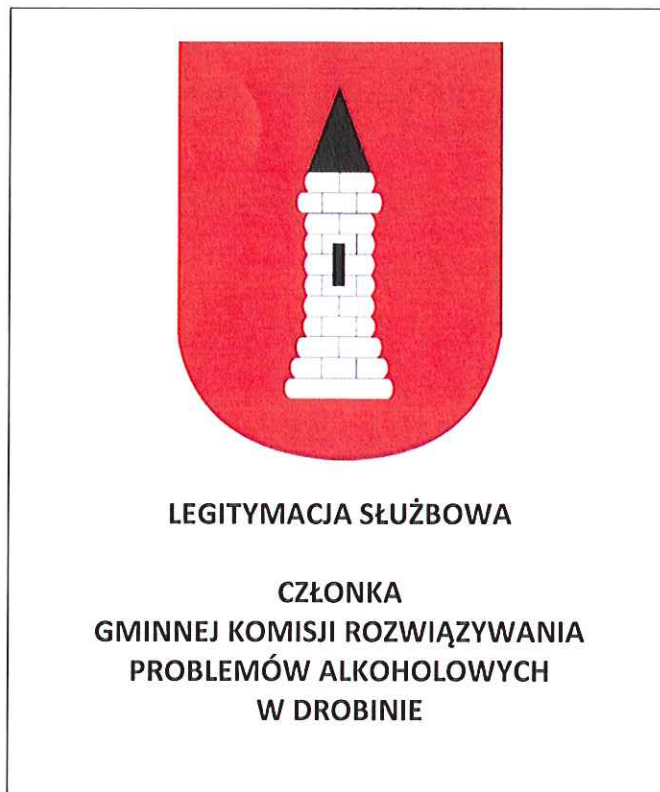 LEGITYMACJA SŁUŻBOWA
CZŁONKA
GMINNEJ KOMISJI ROZWIĄZYWANIA
PROBLEMÓW ALKOHOLOWYCH
W DROBINIE